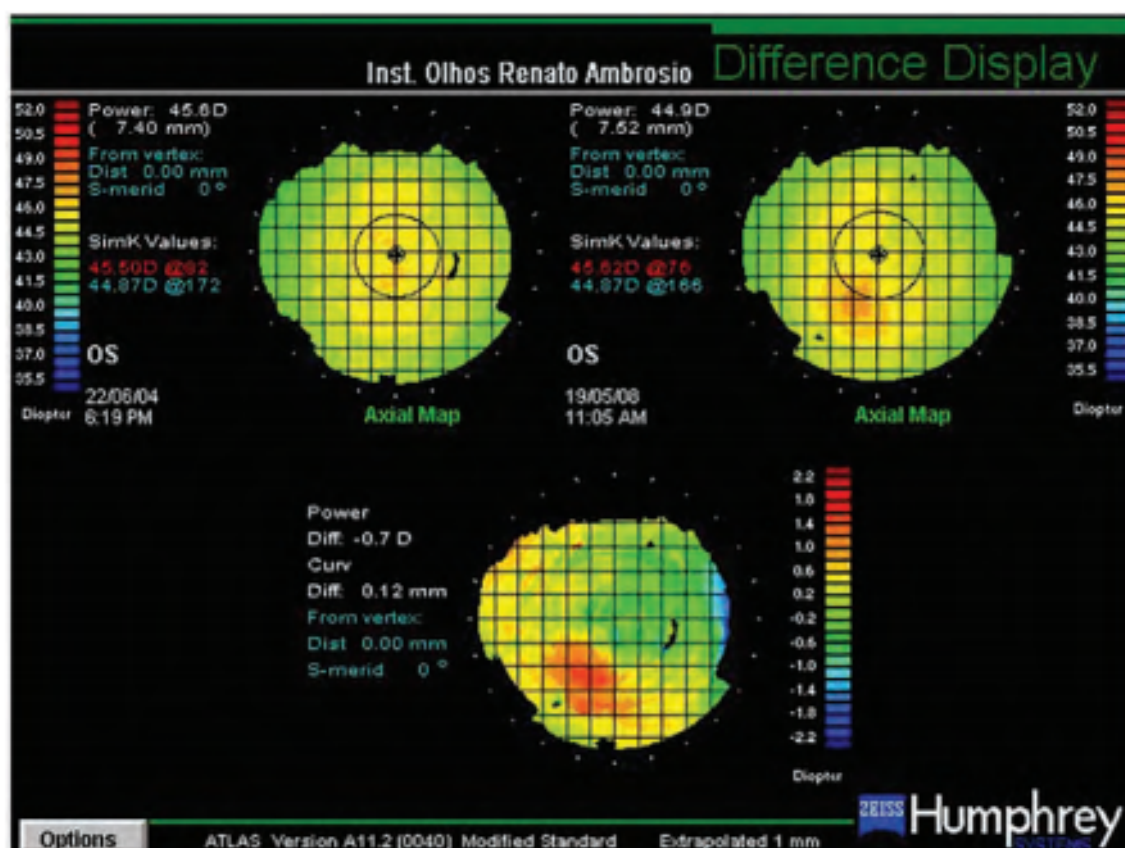 Inst. Olhos Renato Ambrosio
Difference Display
52.0
50.5
49.0
47.5
46.0
44.5
43.0
41.5
40.0
38.5
37.0
35.5
Diopter
Power: 45.6D
( 7.40 mm)
From vertex:
Dist 0.00 mm
S-merid 0 °
SimK Values:
45.50D @82
44.87D @172
OS
22/06/04
6:19 PM
Axial Map
Power: 44.9D
( 7.52 mm)
From vertex:
Dist 0.00 mm
S-merid 0 °
SimK Values:
45.62D @76
44.87D @166
OS
19/05/08
11:05 AM
Axial Map
52.0
50.5
49.0
47.5
46.0
44.5
43.0
41.5
40.0
38.5
37.0
35.5
Diopter
Power
Diff: -0.7 D
Curv
Diff: 0.12 mm
From vertex:
Dist 0.00 mm
S-merid 0 °
2.2
1.8
1.4
1.0
0.6
0.2
-0.2
-0.6
-1.0
-1.4
-1.8
-2.2
Diopter
Options
ATLAS Version A11.2 (0040) Modified Standard Extrapolated 1 mm
ZEISS Humphrey
SYSTEMS